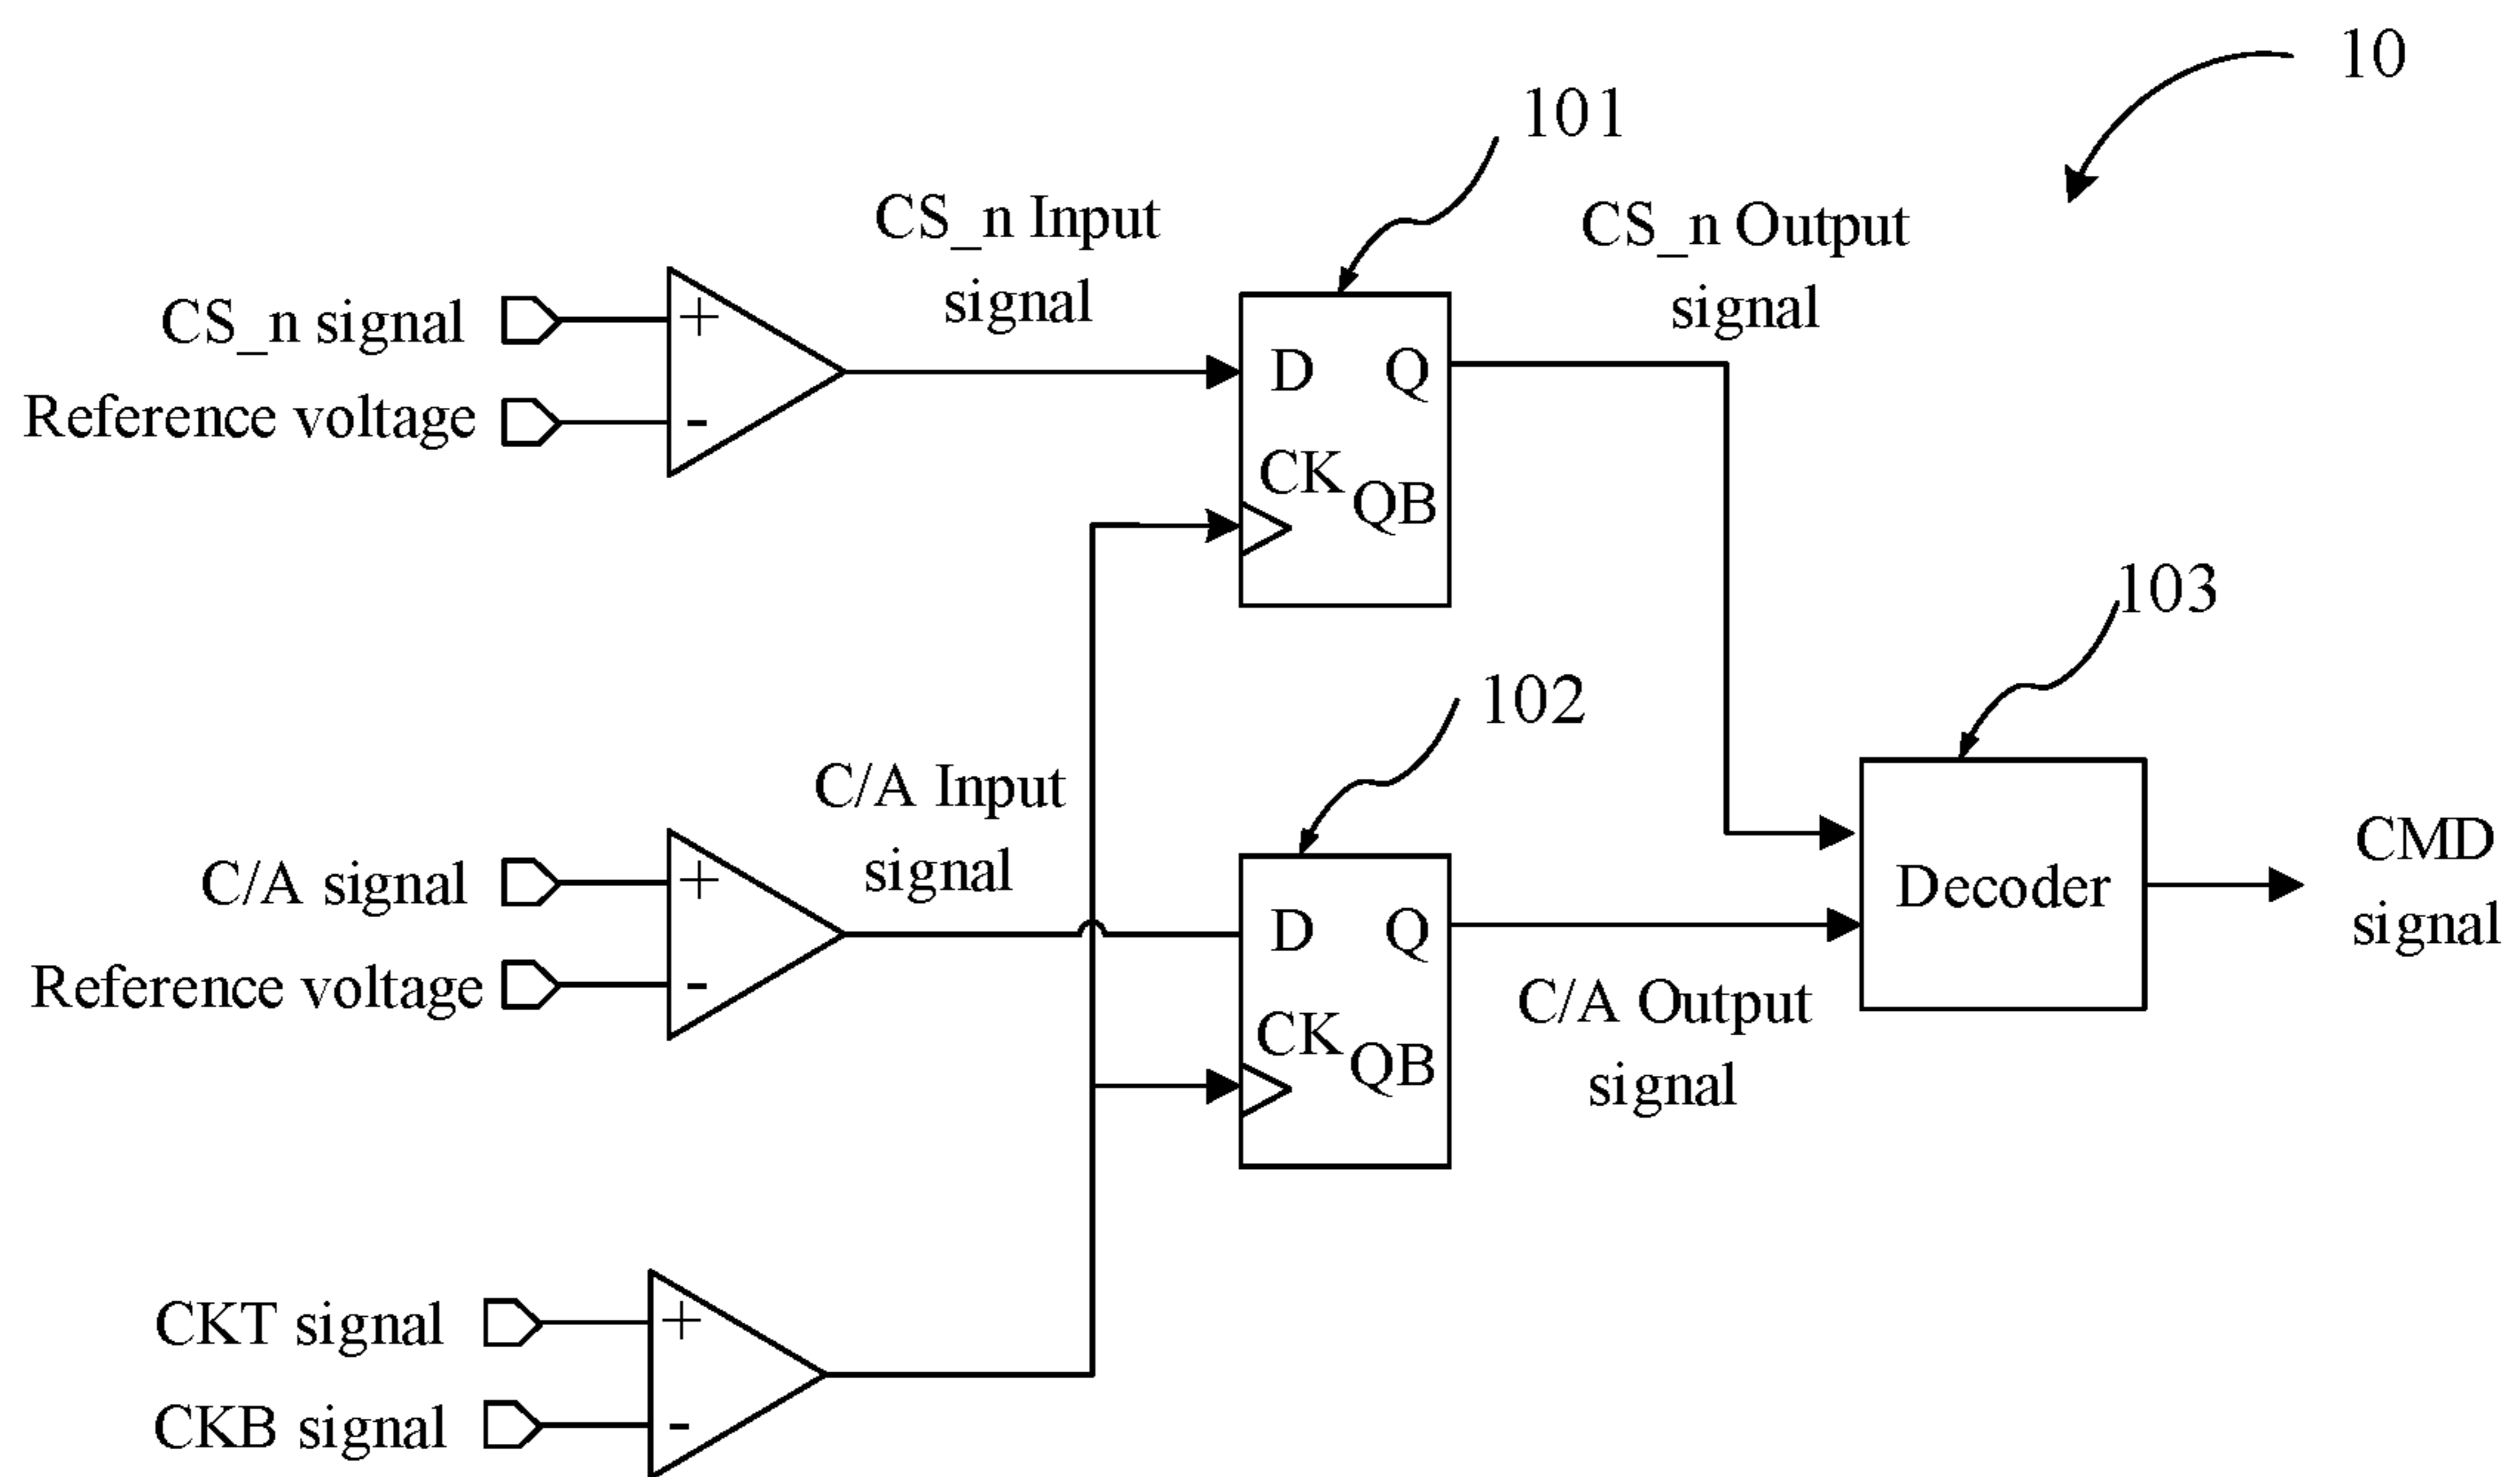 10
101
CS_n Input
signal
CS_n Output
signal
CS_n signal
+
Reference voltage
-
D Q
CK
QB
103
102
C/A Input
signal
C/A signal
+
Reference voltage
-
D Q
CK
QB
Decoder
CMD
signal
C/A Output
signal
CKT signal
+
CKB signal
-